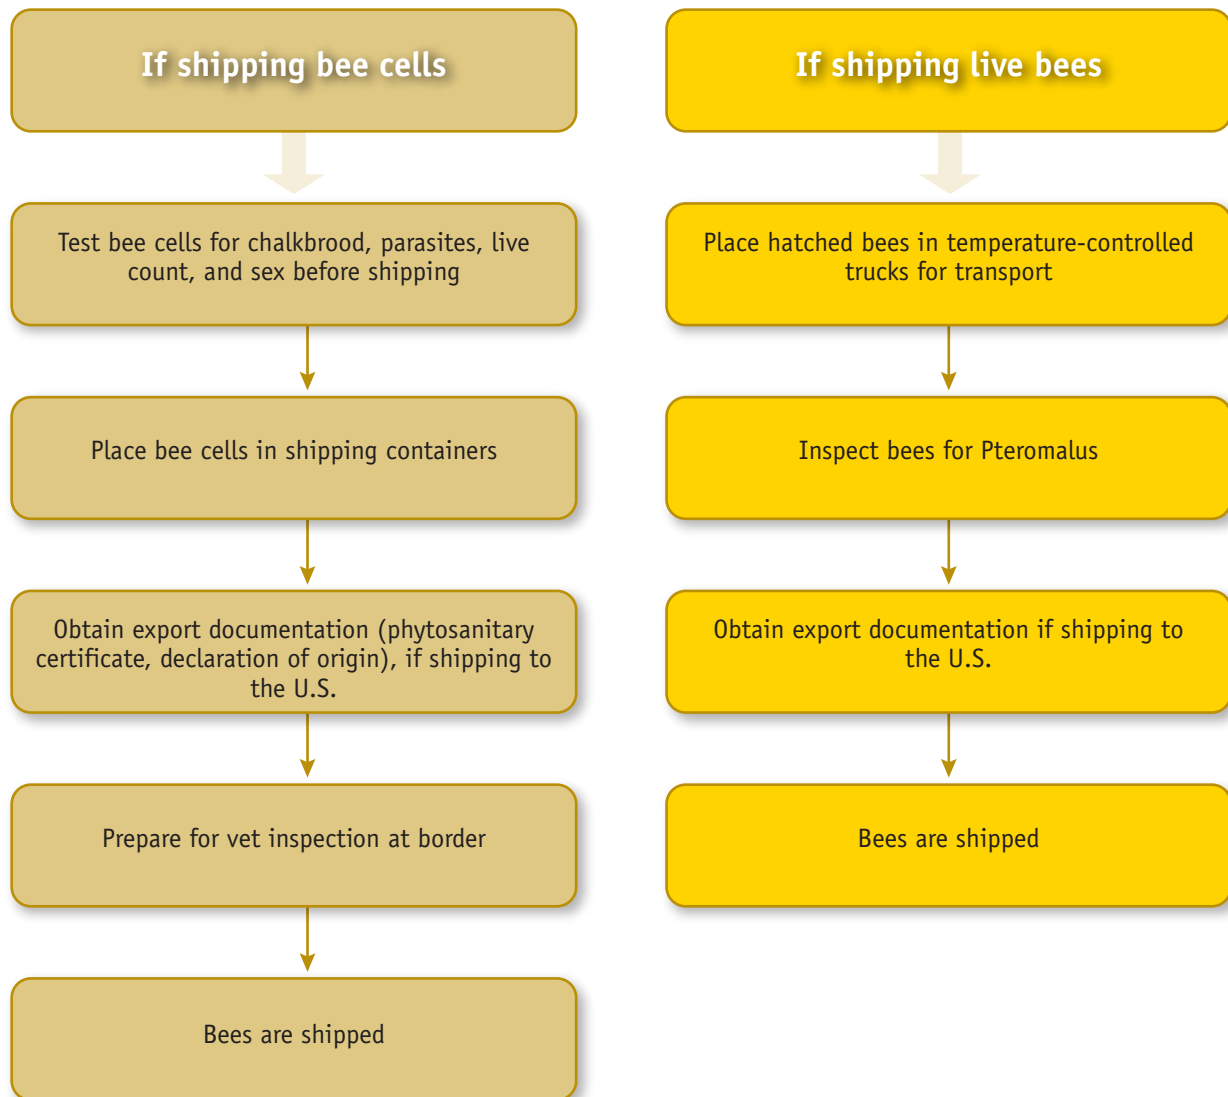 If shipping bee cells
Test bee cells for chalkbrood, parasites, live
count, and sex before shipping
Place bee cells in shipping containers
Obtain export documentation (phytosanitary
certificate, declaration of origin), if shipping to
the U.S.
Prepare for vet inspection at border
Bees are shipped
If shipping live bees
Place hatched bees in temperature-controlled
trucks for transport
Inspect bees for Pteromalus
Obtain export documentation if shipping to
the U.S.
Bees are shipped